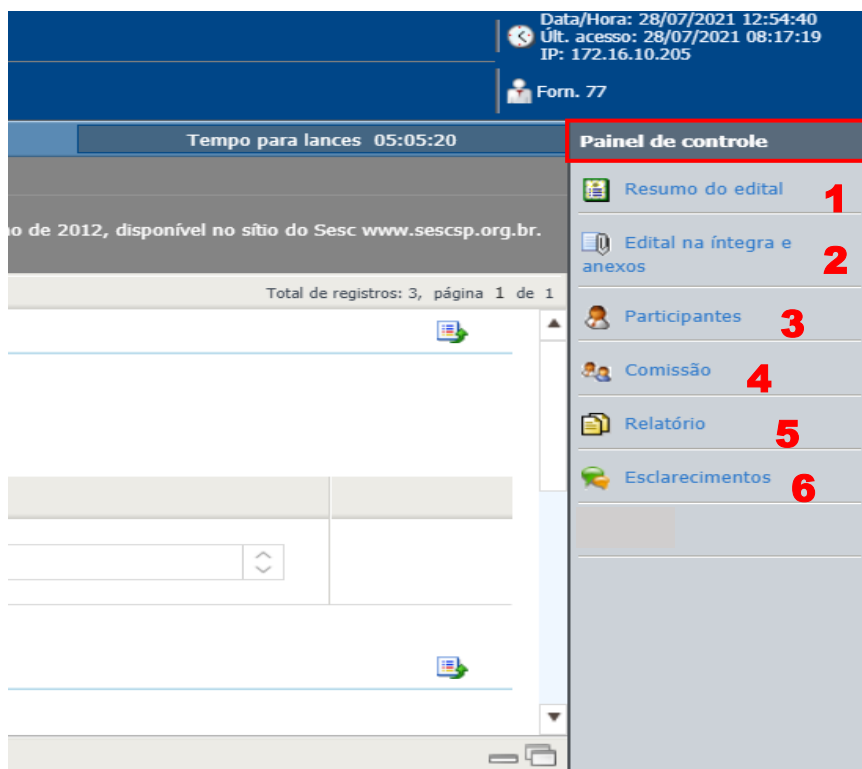 Data/Hora: 28/07/2021 12:54:40
Últ. acesso: 28/07/2021 08:17:19
IP: 172.16.10.205
Forn. 77
Tempo para lances 05:05:20
Painel de controle
Resumo do edital 1
o de 2012, disponível no sítio do Sesc www.sescsp.org.br.
Edital na íntegra e
anexos 2
Total de registros: 3, página 1 de 1
Participantes 3
Comissão 4
Relatório 5
Esclarecimentos 6